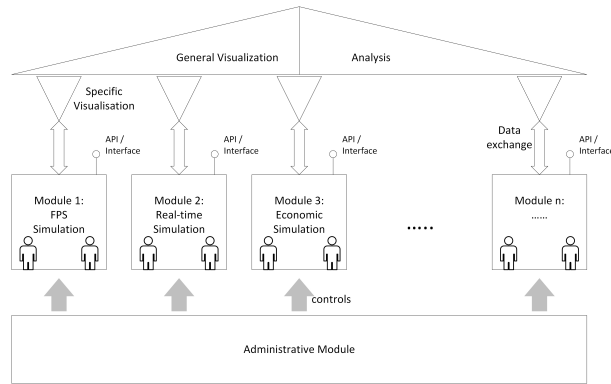 General Visualization
Analysis
Specific
Visualisation
Data
exchange
API /
Interface
API /
Interface
API /
Interface
API /
Interface
Module 1:
FPS
Simulation
Module 2:
Real-time
Simulation
Module 3:
Economic
Simulation
.....
Module n:
......
controls
Administrative Module